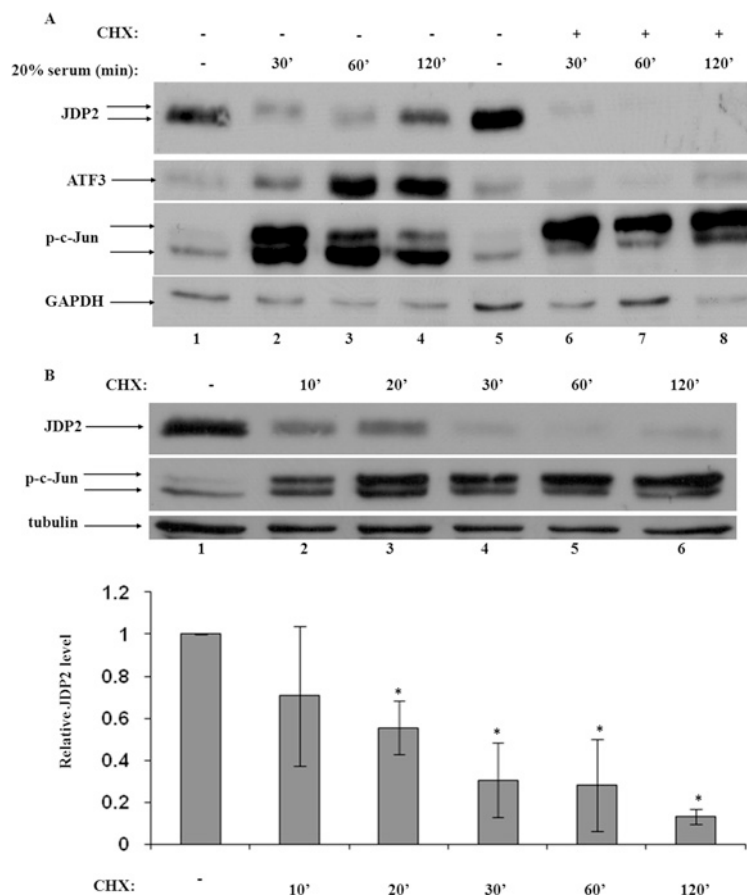 A
CHX: - - - - - + + +
20% serum (min): - 30’ 60’ 120’ - 30’ 60’ 120’
JDP2
ATF3
p-c-Jun
GAPDH
1 2 3 4 5 6 7 8
B
CHX: - 10’ 20’ 30’ 60’ 120’
JDP2
p-c-Jun
tubulin
1 2 3 4 5 6
Relative JDP2 level
1.2
1
0.8
0.6
0.4
0.2
0
* * * *
CHX: - 10’ 20’ 30’ 60’ 120’